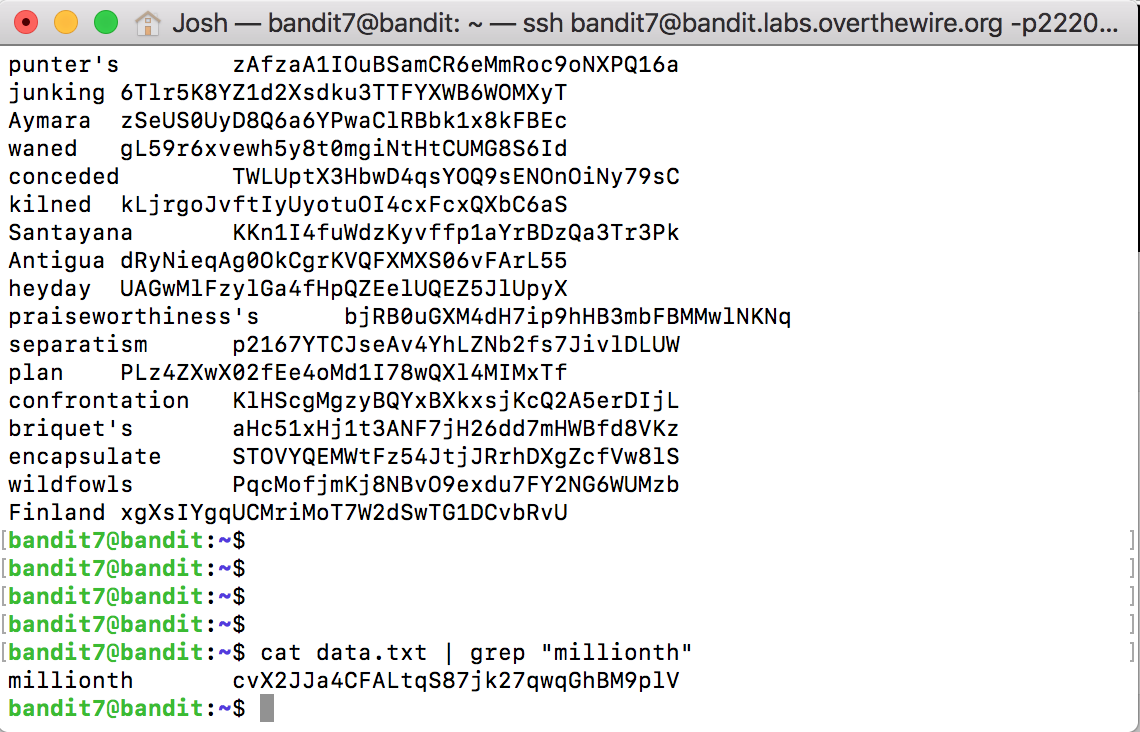 Josh — bandit7@bandit: ~ — ssh bandit7@bandit.labs.overthewire.org -p2220...
punter's zAfzaA1IOuBSamCR6eMmRoc9oNXPQ16a
junking 6Tlr5K8YZ1d2Xsdku3TTFYXWB6WOMXyT
Aymara zSeUS0UyD8Q6a6YPwaClRBbk1x8kFBEc
waned gL59r6xvewh5y8t0mgiNtHtCUMG8S6Id
conceded TWLUptX3HbwD4qsYOQ9sENOnOiNy79sC
kilned kLjrgoJvftIyUyotuOI4cxFcxQXbC6aS
Santayana KKn1I4fuWdzKyvffp1aYrBDzQa3Tr3Pk
Antigua dRyNieqAg0OkCgrKVQFXMXS06vFArL55
heyday UAGwMlFzylGa4fHpQZEelUQEZ5JlUpyX
praiseworthiness's bjRB0uGXM4dH7ip9hHB3mbFBMMwlNKNq
separatism p2167YTCJseAv4YhLZNb2fs7JivlDLUW
plan PLz4ZXwX02fEe4oMd1I78wQXl4MIMxTf
confrontation KlHScgMgzyBQYxBXkxsjKcQ2A5erDIjL
briquet's aHc51xHj1t3ANF7jH26dd7mHWBfd8VKz
encapsulate STOVYQEMWtFz54JtjJRrhDXgZcfVw8lS
wildfowls PqcMofjmKj8NBvO9exdu7FY2NG6WUMzb
Finland xgXsIYgqUCMriMoT7W2dSwTG1DCvbRvU
[bandit7@bandit:~$ ]
[bandit7@bandit:~$ ]
[bandit7@bandit:~$ ]
[bandit7@bandit:~$ ]
[bandit7@bandit:~$ cat data.txt | grep "millionth" ]
millionth cvX2JJa4CFALtqS87jk27qwqGhBM9plV
bandit7@bandit:~$